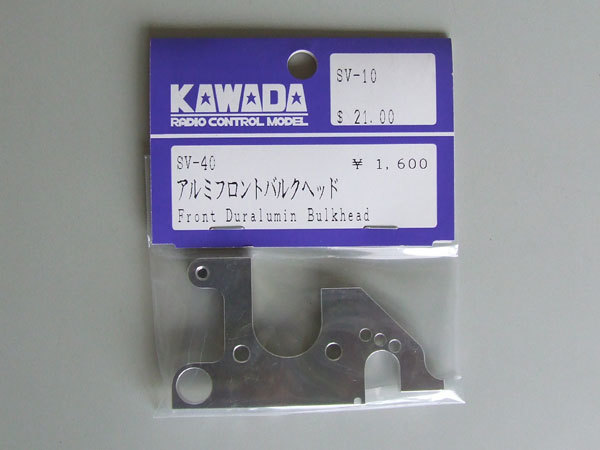 KAWADA
RADIO CONTROL MODEL
SV-10
$ 21.00
SV-40 ¥ 1,600
アルミフロントバルクヘッド
Front Duralumin Bulkhead